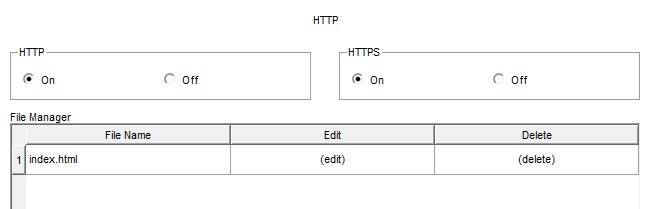 HTTP
HTTP HTTPS
On Off On Off
File Manager
File Name Edit Delete
1 index.html (edit) (delete)